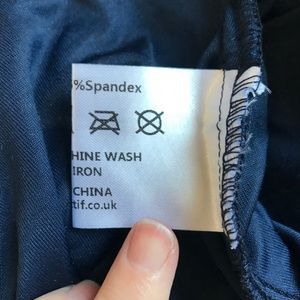 %Spandex
HINE WASH
IRON
CHINA
tif.co.uk